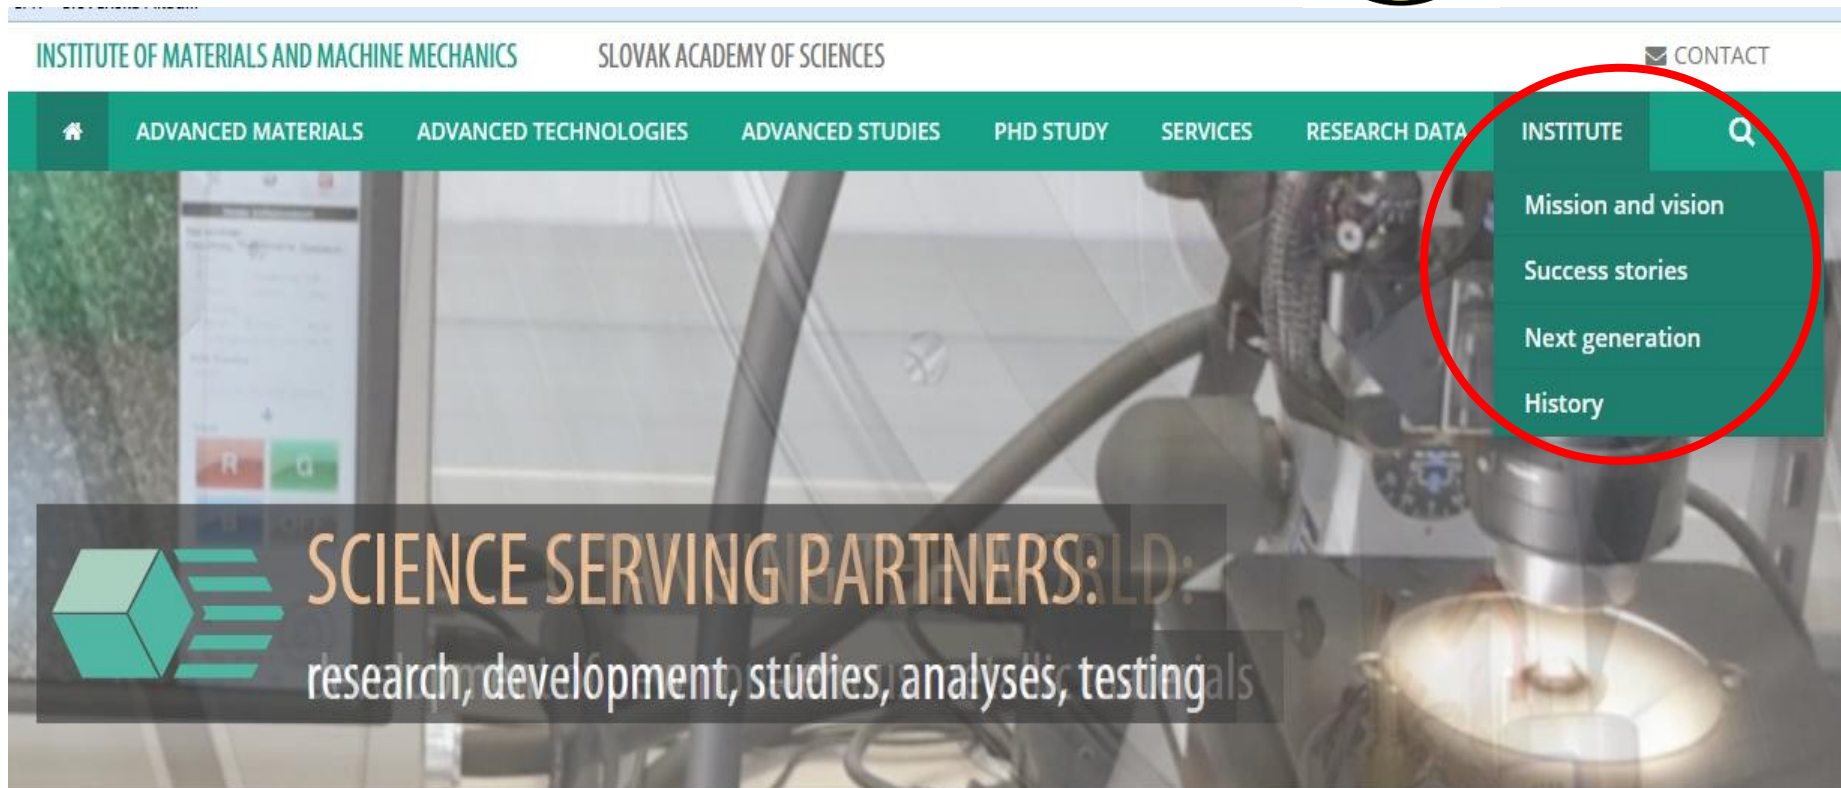 INSTITUTE OF MATERIALS AND MACHINE MECHANICS SLOVAK ACADEMY OF SCIENCES CONTACT
ADVANCED MATERIALS ADVANCED TECHNOLOGIES ADVANCED STUDIES PHD STUDY SERVICES RESEARCH DATA INSTITUTE
Mission and vision
Success stories
Next generation
History
R G
B OFF
SCIENCE SERVING PARTNERS:
research, development, studies, analyses, testing